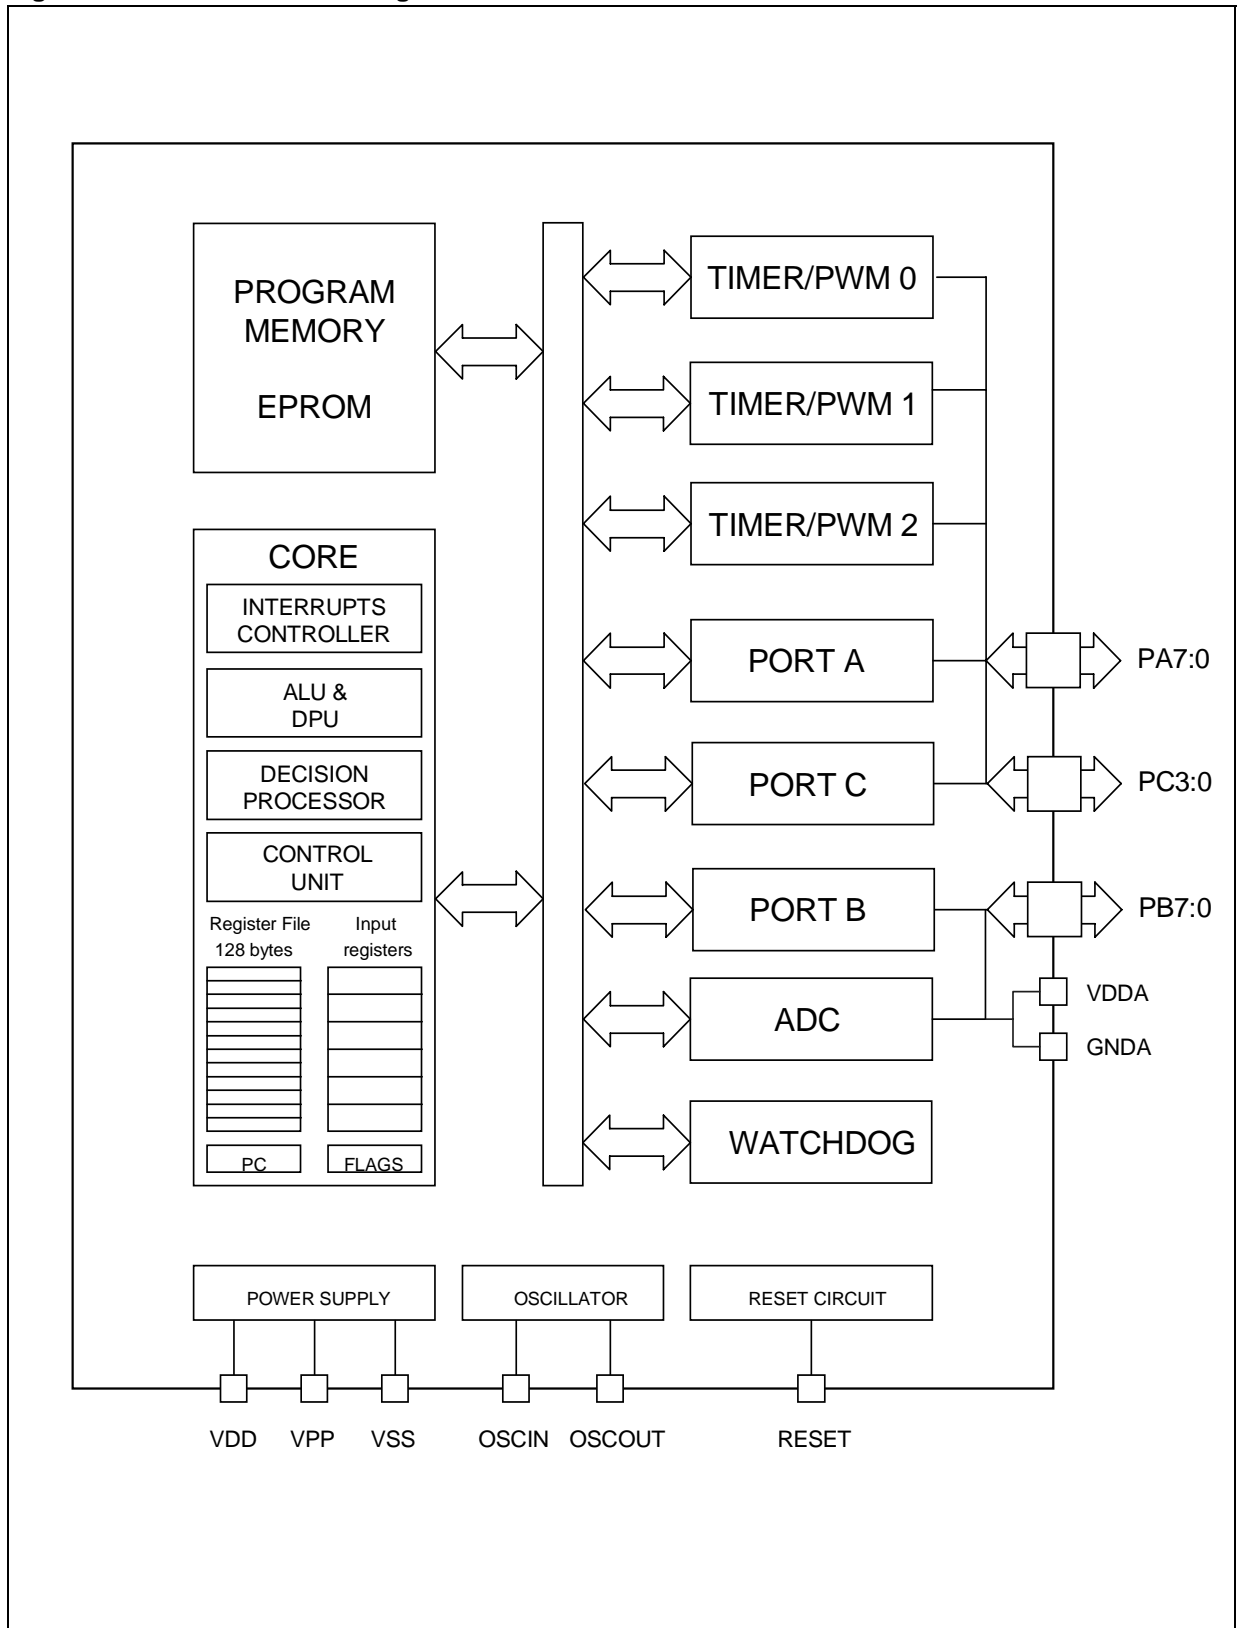 PROGRAM
MEMORY
EPROM
CORE
INTERRUPTS
CONTROLLER
ALU &
DPU
DECISION
PROCESSOR
CONTROL
UNIT
Register File
128 bytes
Input
registers
PC
FLAGS
TIMER/PWM 0
TIMER/PWM 1
TIMER/PWM 2
PORT A
PORT C
PORT B
ADC
WATCHDOG
PA7:0
PC3:0
PB7:0
VDDA
GNDA
POWER SUPPLY
OSCILLATOR
RESET CIRCUIT
VDD
VPP
VSS
OSCIN
OSCOUT
RESET